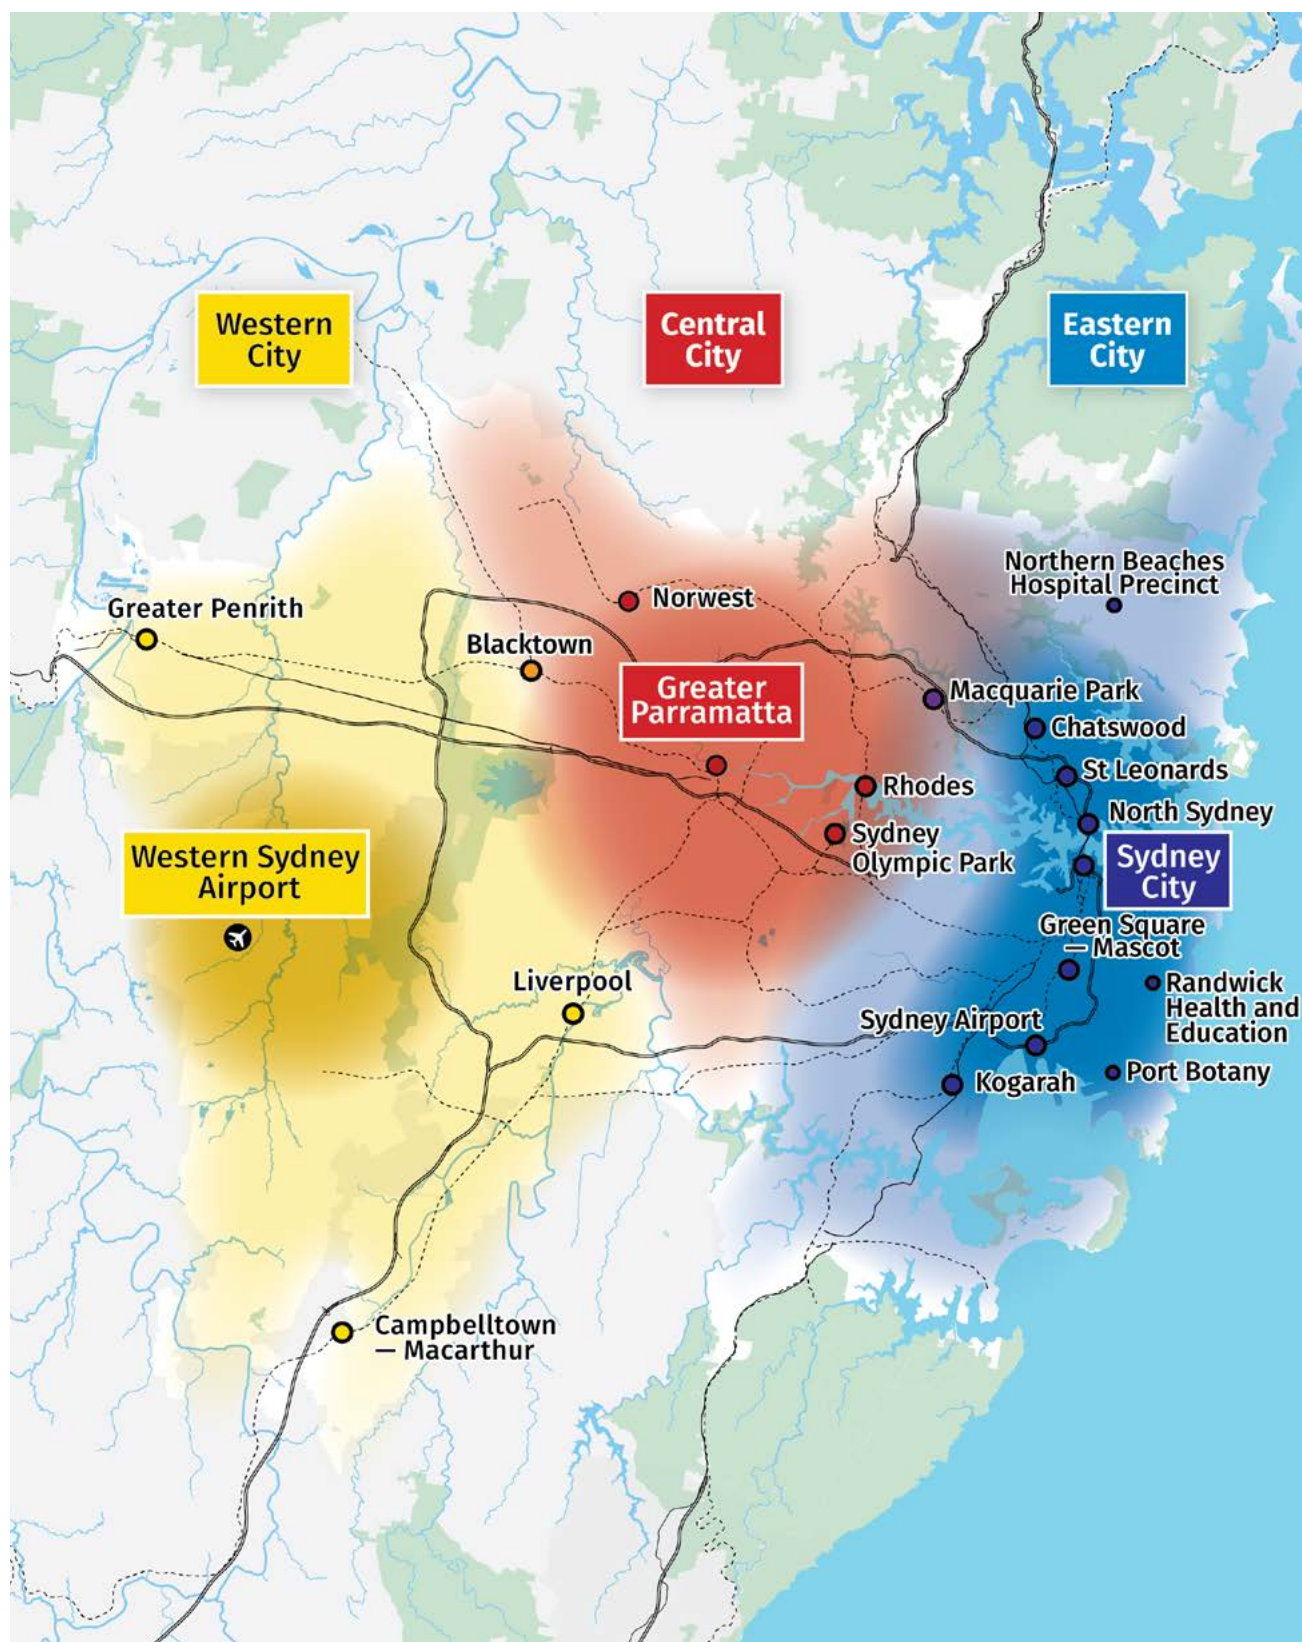 Western
City
Central
City
Eastern
City
Northern Beaches
Hospital Precinct
Greater Penrith
Norwest
Blacktown
Greater
Parramatta
Macquarie Park
Chatswood
St Leonards
Rhodes
North Sydney
Sydney
Olympic Park
Sydney
City
Western Sydney
Airport
Green Square
— Mascot
Liverpool
Randwick
Health and
Education
Sydney Airport
Kogarah
Port Botany
Campbelltown
— Macarthur